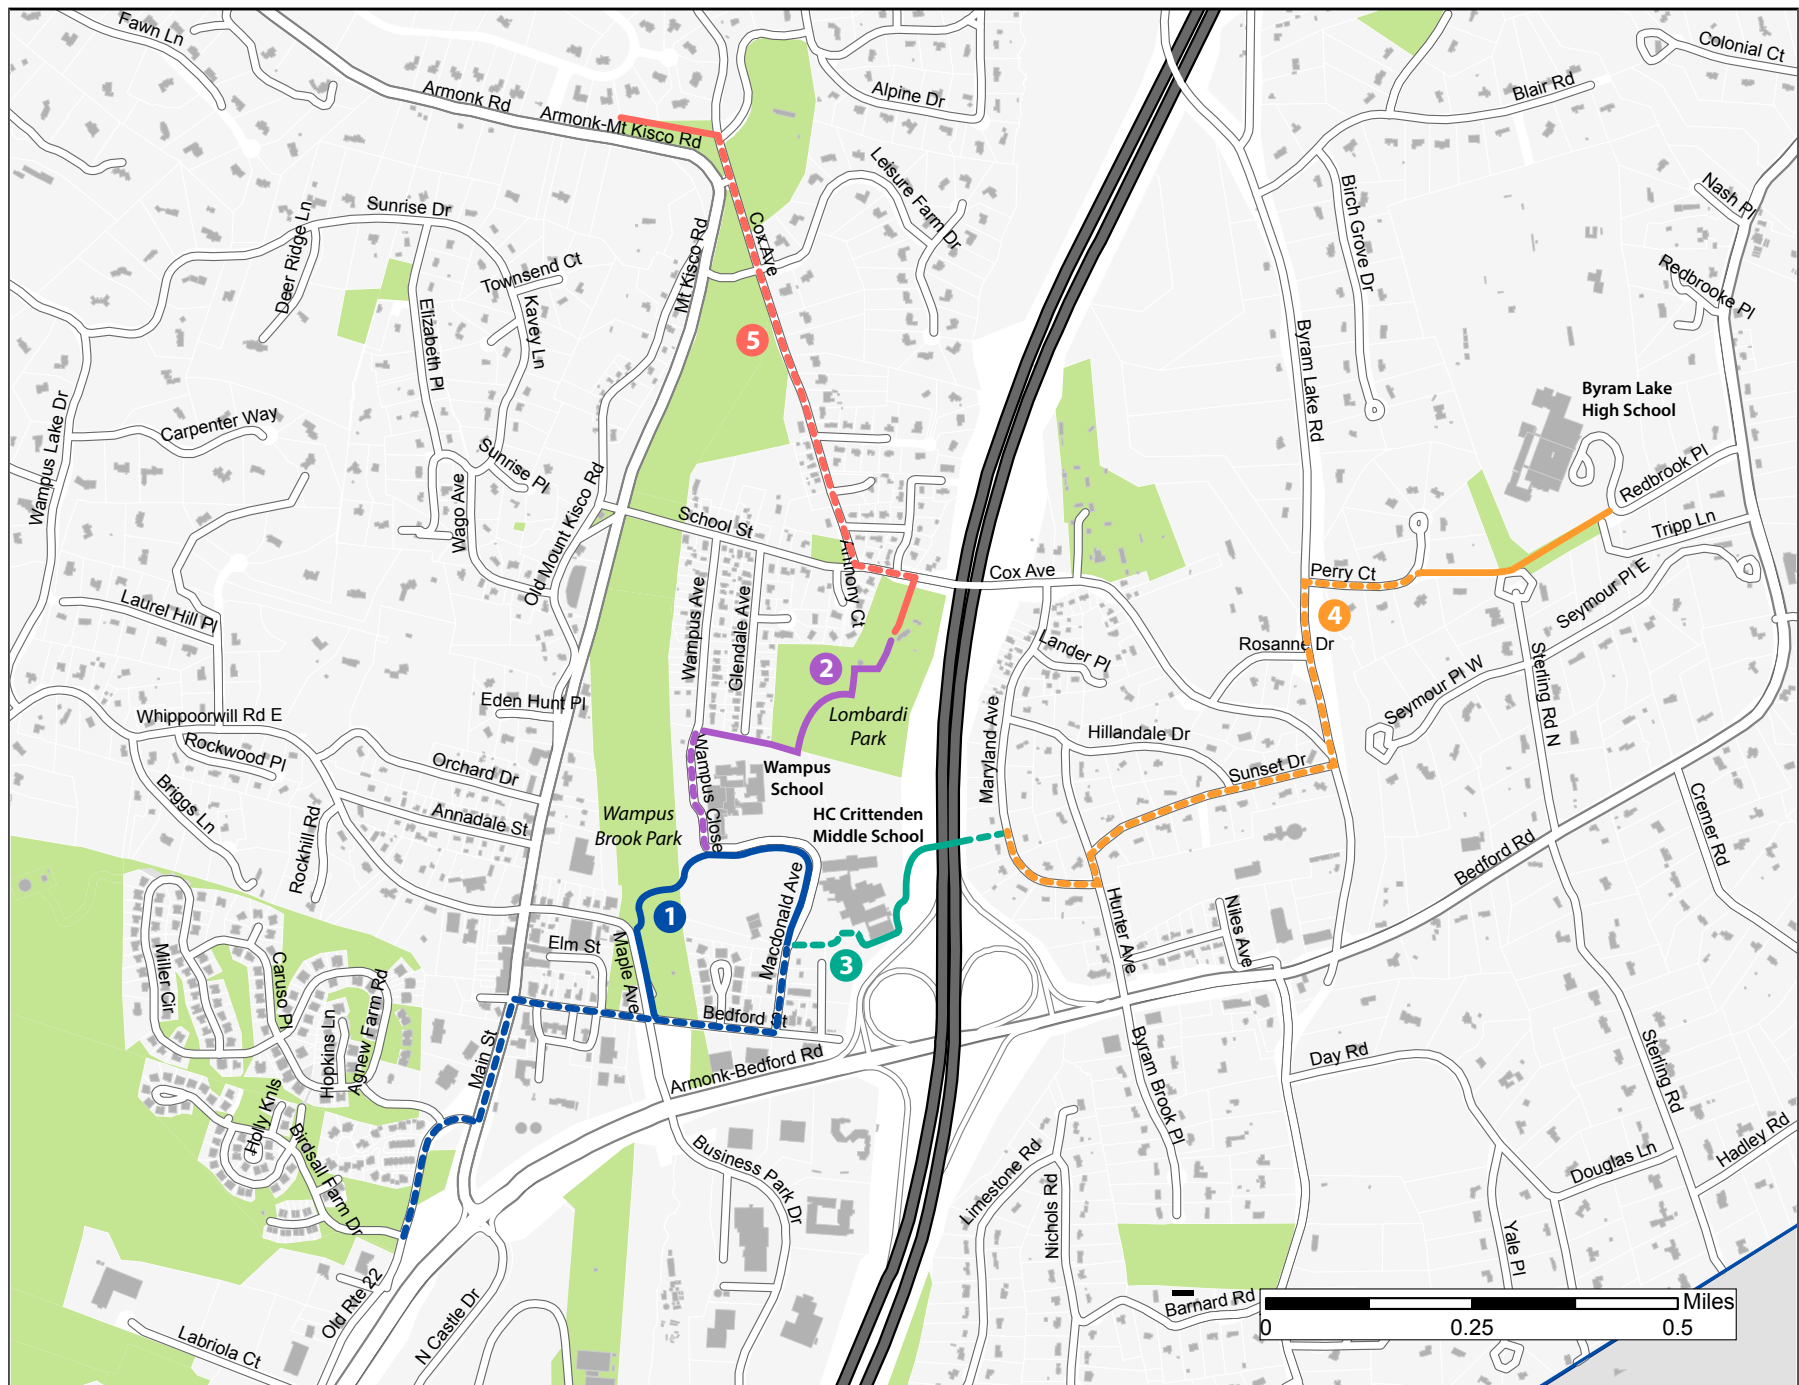 Fawn Ln
Armonk Rd
Armonk-Mt Kisco Rd
Alpine Dr
Colonial Ct
Blair Rd
Leisure Farm Dr
Birch Grove Dr
Nash Pl
Redbrooke Pl
Sunrise Dr
Deer Ridge Ln
Townsend Ct
Kavey Ln
Elizabeth Pl
Mt Kisco Rd
Cox Ave
5
Byram Lake Rd
Byram Lake
High School
Wampus Lake Dr
Carpenter Way
Sunrise Pl
Wago Ave
Old Mount Kisco Rd
School St
Anthony Ct
Cox Ave
Redbrook Pl
Tripp Ln
Perry Ct
4
Seymour Pl E
Laurel Hill Pl
Wampus Ave
Glendale Ave
2
Lombardi
Park
Lander Pl
Rosanne Dr
Seymour Pl W
Sterling Rd N
Eden Hunt Pl
Whippoorwill Rd E
Rockwood Pl
Orchard Dr
Annadale St
Briggs Ln
Rockhill Rd
Wampus
Brook Park
Wampus Close
Wampus
School
HC Crittenden
Middle School
Maryland Ave
Hillandale Dr
Sunset Dr
Cremer Rd
Bedford Rd
1
Macdonald Ave
3
Hunter Ave
Niles Ave
Elm St
Maple Ave
Miller Cir
Caruso Pl
Hopkins Ln
Agnew Farm Rd
Main St
Bedford St
Armonk-Bedford Rd
Byram Brook Pl
Day Rd
Sterling Rd
Holly Knls
Birdsall Farm Dr
Business Park Dr
Limestone Rd
Nichols Rd
Douglas Ln
Hadley Rd
Yale Pl
Old Rte 22
N Castle Dr
Labriola Ct
Barnard Rd
Miles
0 0.25 0.5